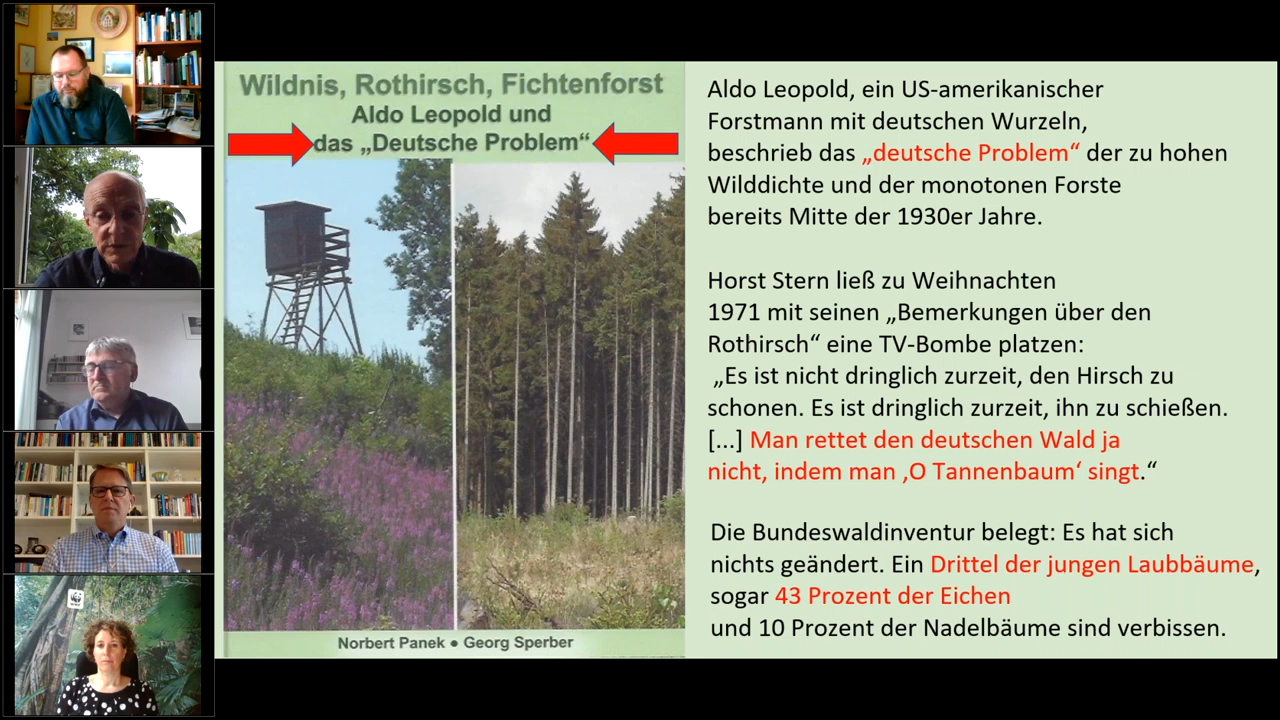 Wildnis, Rothirsch, Fichtenforst
Aldo Leopold und
das „Deutsche Problem“
Norbert Panek ● Georg Sperber
Aldo Leopold, ein US-amerikanischer
Forstmann mit deutschen Wurzeln,
beschrieb das „deutsche Problem“ der zu hohen
Wilddichte und der monotonen Forste
bereits Mitte der 1930er Jahre.
Horst Stern ließ zu Weihnachten
1971 mit seinen „Bemerkungen über den
Rothirsch“ eine TV-Bombe platzen:
„Es ist nicht dringlich zurzeit, den Hirsch zu
schonen. Es ist dringlich zurzeit, ihn zu schießen.
[...] Man rettet den deutschen Wald ja
nicht, indem man ‚O Tannenbaum‘ singt.“
Die Bundeswaldinventur belegt: Es hat sich
nichts geändert. Ein Drittel der jungen Laubbäume,
sogar 43 Prozent der Eichen
und 10 Prozent der Nadelbäume sind verbissen.